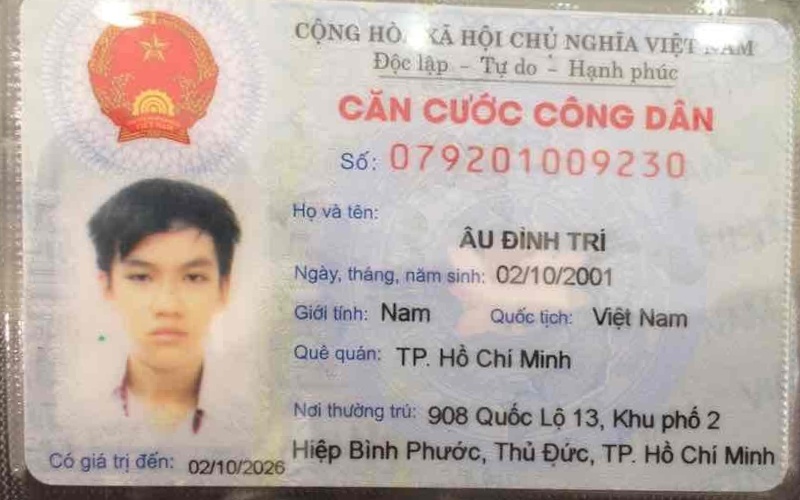 CỘNG HÒA XÃ HỘI CHỦ NGHĨA VIỆT NAM
Độc lập - Tự do - Hạnh phúc
CĂN CƯỚC CÔNG DÂN
Số: 079201009230
Họ và tên:
ÂU ĐÌNH TRÍ
Ngày, tháng, năm sinh: 02/10/2001
Giới tính: Nam Quốc tịch: Việt Nam
Quê quán: TP. Hồ Chí Minh
Nơi thường trú: 908 Quốc Lộ 13, Khu phố 2
Hiệp Bình Phước, Thủ Đức, TP. Hồ Chí Minh
Có giá trị đến: 02/10/2026